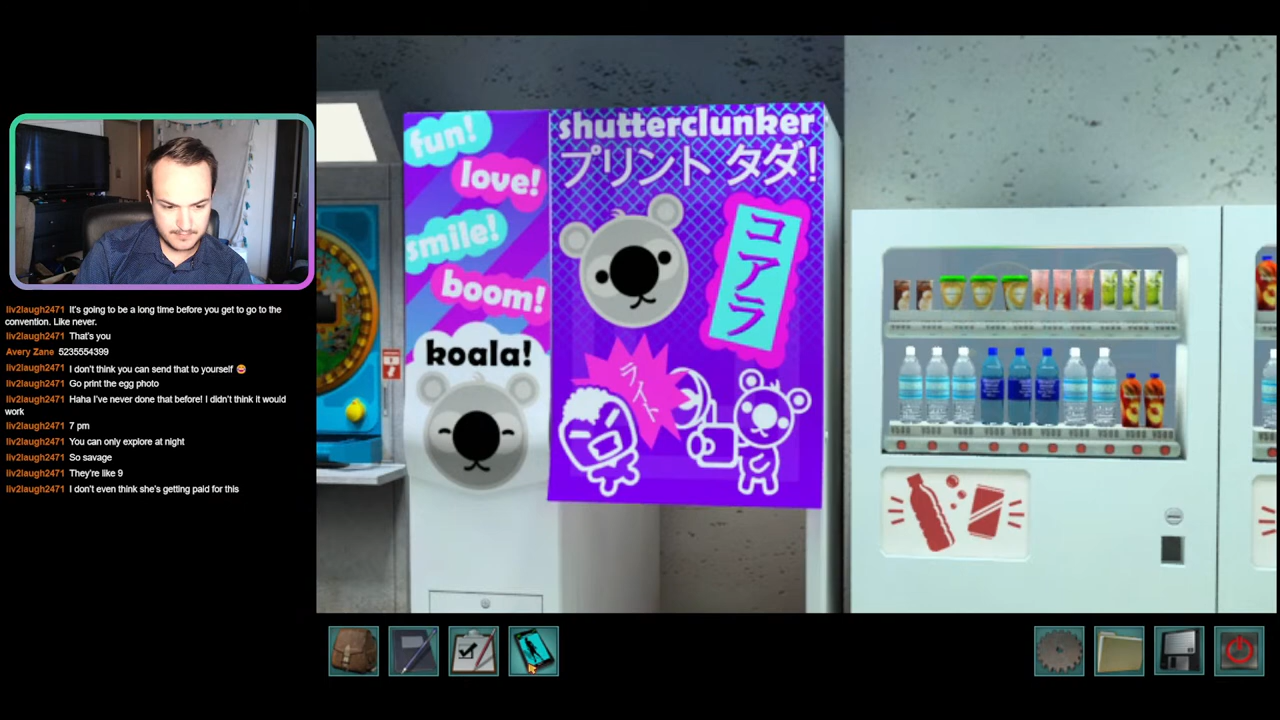 liv2laugh2471 It's going to be a long time before you get to go to the
convention. Like never.
liv2laugh2471 That's you
Avery Zane 5235554399
liv2laugh2471 I don't think you can send that to yourself 😅
liv2laugh2471 Go print the egg photo
liv2laugh2471 Haha I've never done that before! I didn't think it would
work
liv2laugh2471 7 pm
liv2laugh2471 You can only explore at night
liv2laugh2471 So savage
liv2laugh2471 They're like 9
liv2laugh2471 I don't even think she's getting paid for this
fun!
love!
smile!
boom!
koala!
shutterclunker
プリント タダ!
コアラ
ライト